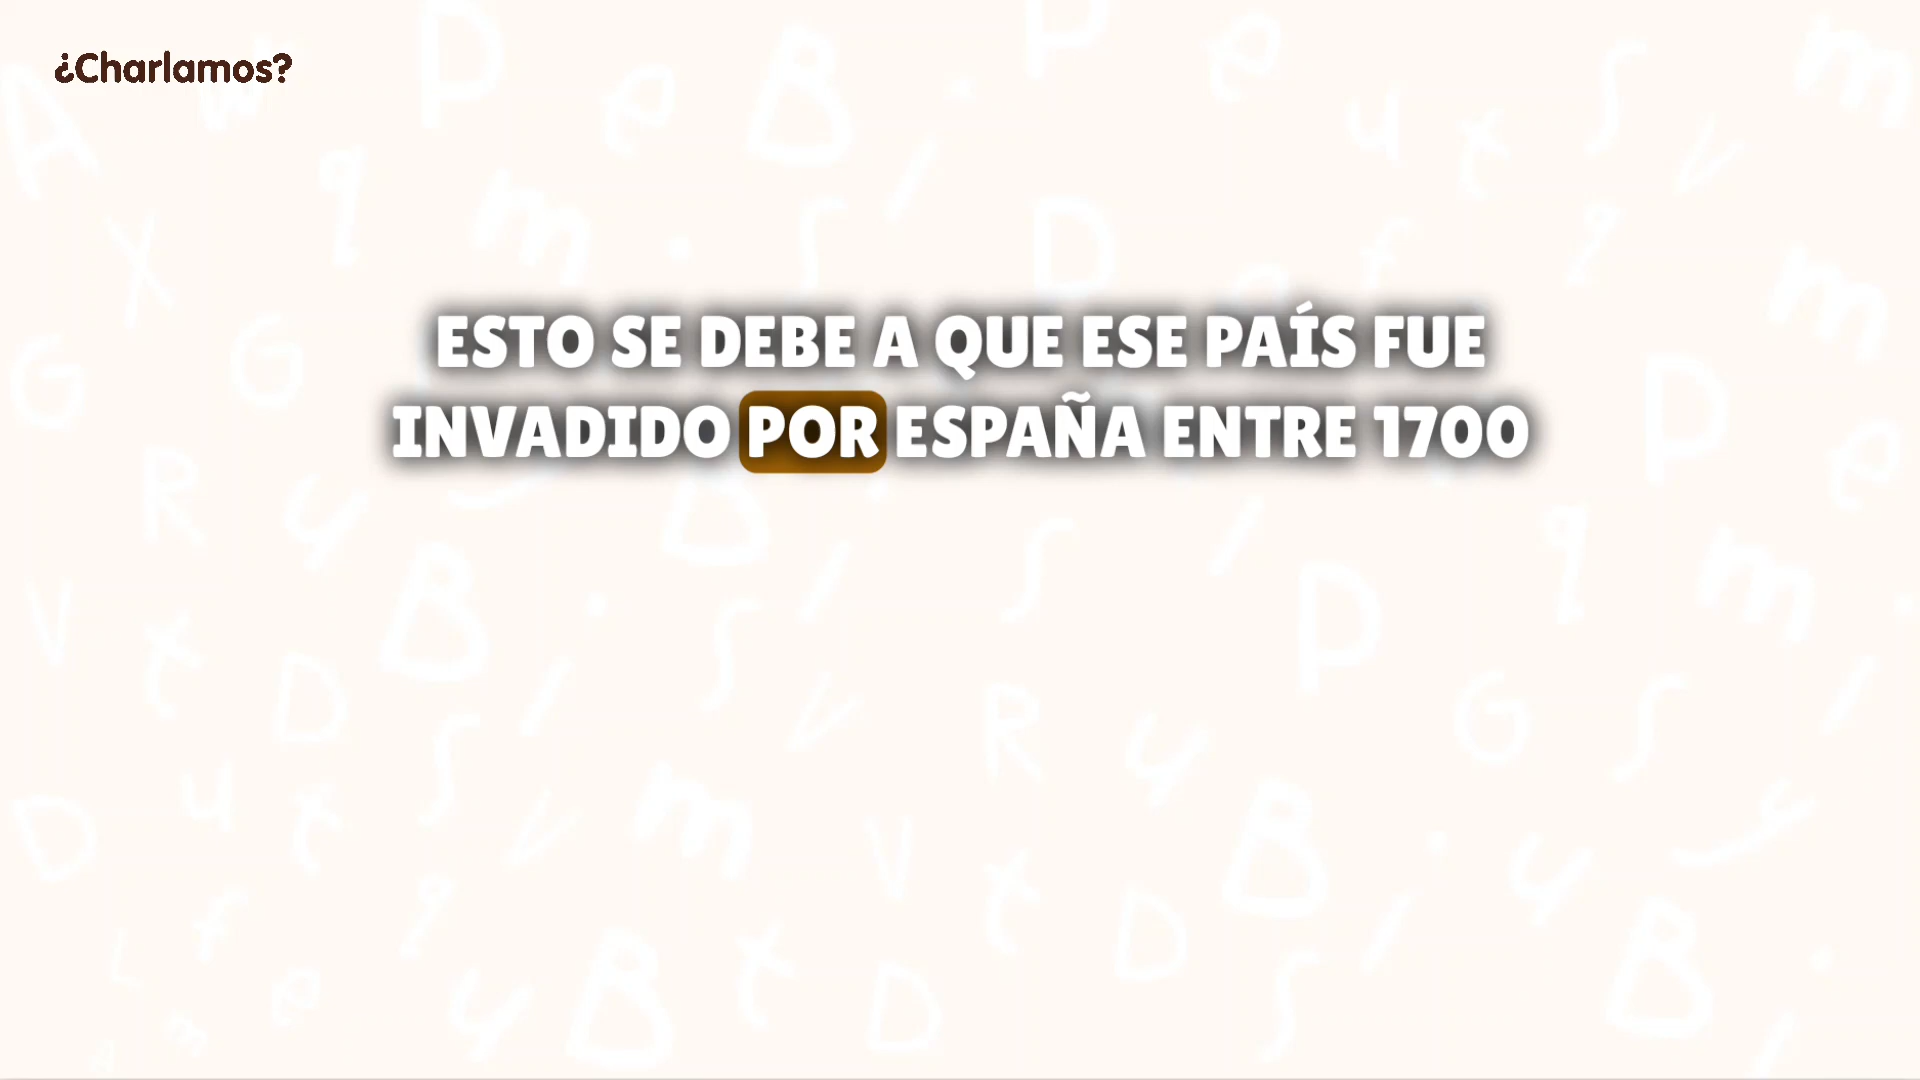 ¿Charlamos?
ESTO SE DEBE A QUE ESE PAÍS FUE
INVADIDO POR ESPAÑA ENTRE 1700